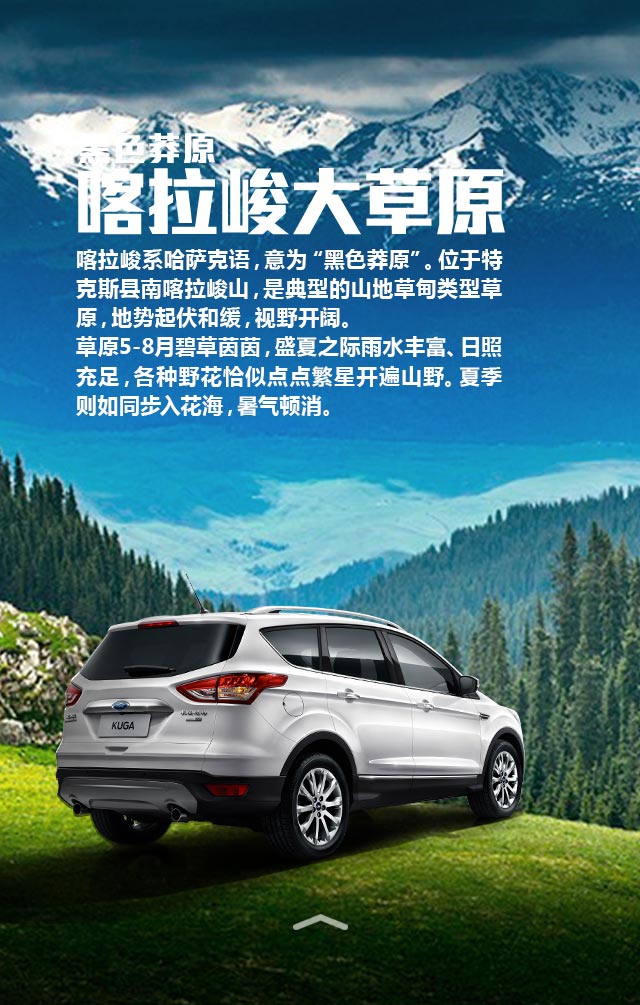 黑色莽原
喀拉峻大草原
喀拉峻系哈萨克语，意为“黑色莽原”。位于特
克斯县南喀拉峻山，是典型的山地草甸类型草
原，地势起伏和缓，视野开阔。
草原5-8月碧草茵茵，盛夏之际雨水丰富、日照
充足，各种野花恰似点点繁星开遍山野。夏季
则如同步入花海，暑气顿消。
Ford
KUGA